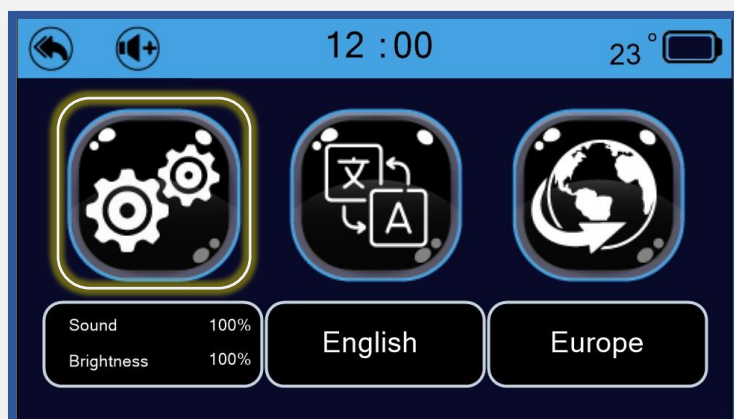 12 :00
23°
文
A
Sound 100%
Brightness 100%
English
Europe